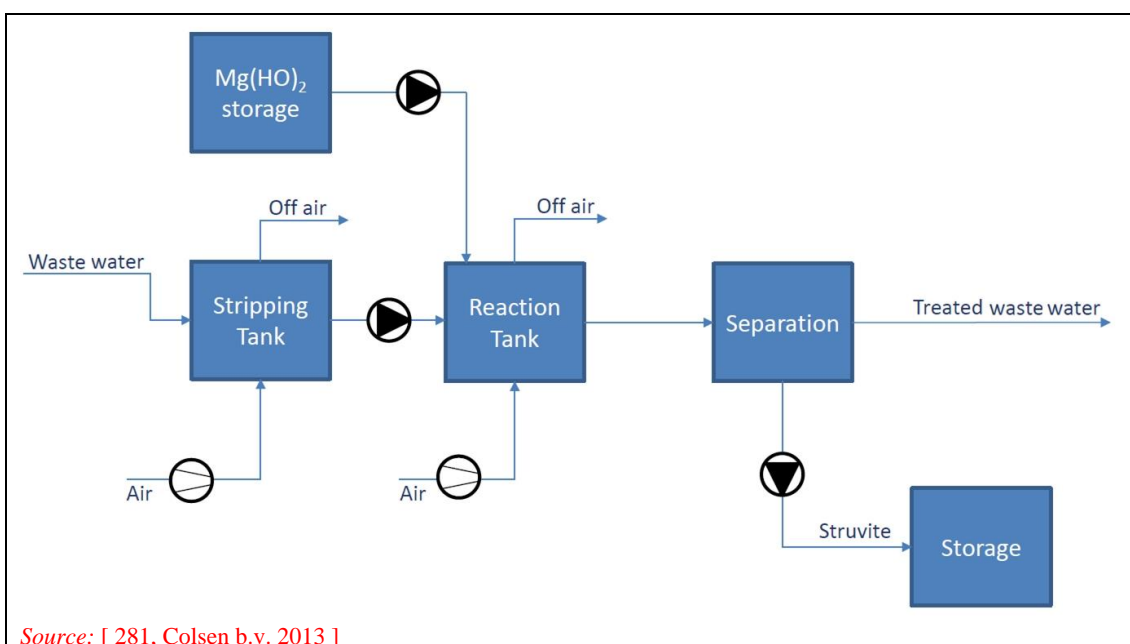 Mg(HO)₂
storage
Off air
Off air
Waste water
Stripping
Tank
Reaction
Tank
Separation
Treated waste water
Air
Air
Struvite
Storage
Source: [ 281, Colsen b.v. 2013 ]